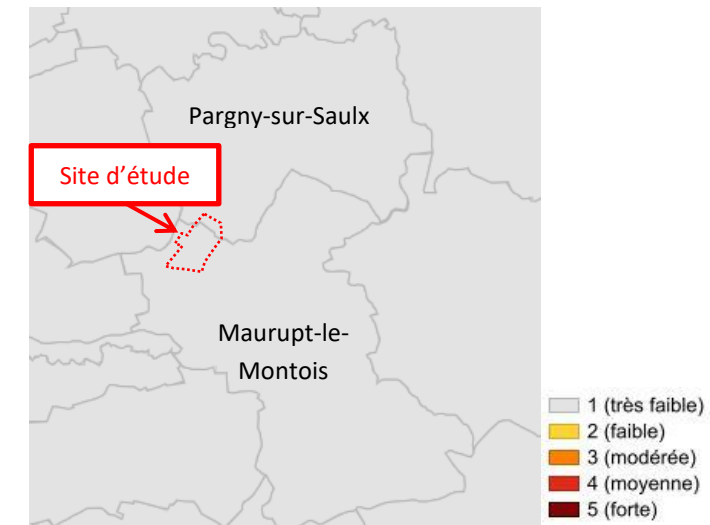 Pargny-sur-Saulx
Site d'étude
Maurupt-le-
Montois
1 (très faible)
2 (faible)
3 (modérée)
4 (moyenne)
5 (forte)